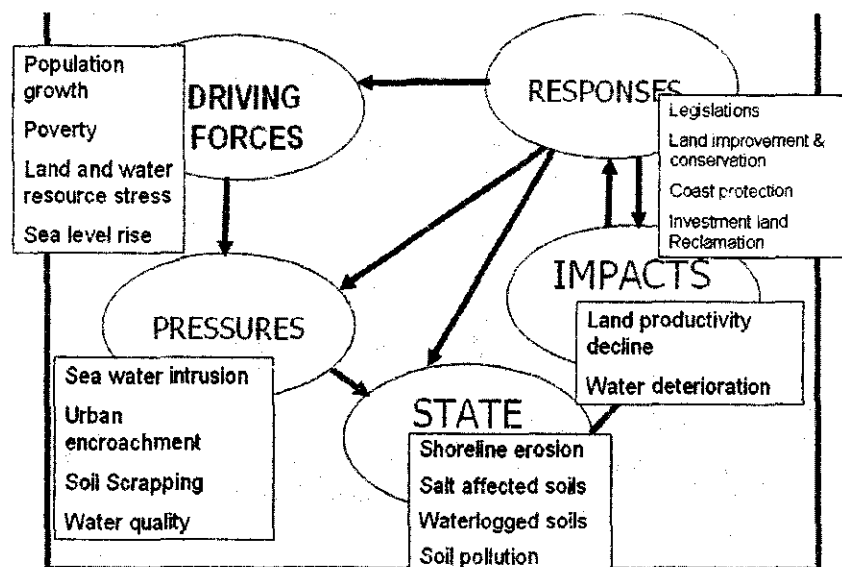 Population
growth
Poverty
Land and water
resource stress
Sea level rise
DRIVING
FORCES
RESPONSES
Legislations
Land improvement &
conservation
Coast protection
Investment land
Reclamation
PRESSURES
Sea water intrusion
Urban
encroachment
Soil Scrapping
Water quality
IMPACTS
Land productivity
decline
Water deterioration
STATE
Shoreline erosion
Salt affected soils
Waterlogged soils
Soil pollution